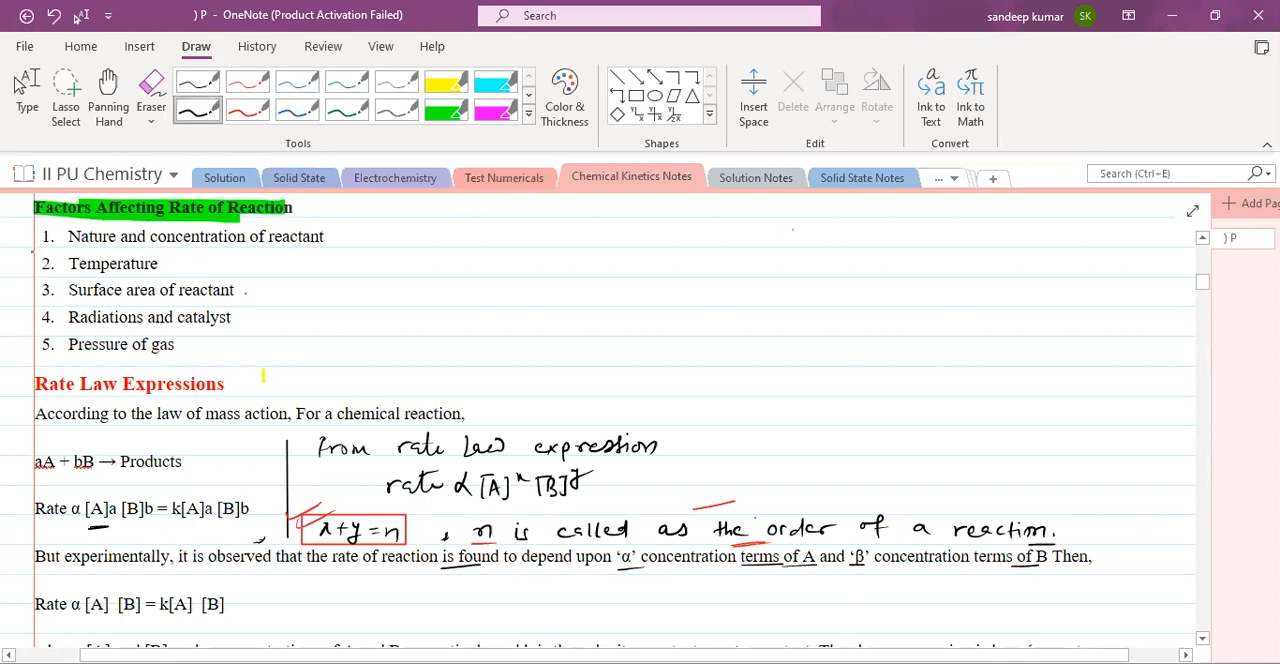 ) P - OneNote (Product Activation Failed)
Search
sandeep kumar
SK
File Home Insert Draw History Review View Help
Type
Lasso Select
Panning Hand
Eraser
Color & Thickness
Insert Space
Delete
Arrange
Rotate
Ink to Text
Ink to Math
Tools
Shapes
Edit
Convert
II PU Chemistry
Solution
Solid State
Electrochemistry
Test Numericals
Chemical Kinetics Notes
Solution Notes
Solid State Notes
...
Search (Ctrl+E)
Add Pag
) P
Factors Affecting Rate of Reaction
1. Nature and concentration of reactant
2. Temperature
3. Surface area of reactant
4. Radiations and catalyst
5. Pressure of gas
Rate Law Expressions
According to the law of mass action, For a chemical reaction,
From rate law expression
aA + bB → Products
rate α [A]^x [B]^y
Rate α [A]a [B]b = k[A]a [B]b
x+y=n , n is called as the order of a reaction.
But experimentally, it is observed that the rate of reaction is found to depend upon ‘α’ concentration terms of A and ‘β’ concentration terms of B Then,
Rate α [A] [B] = k[A] [B]